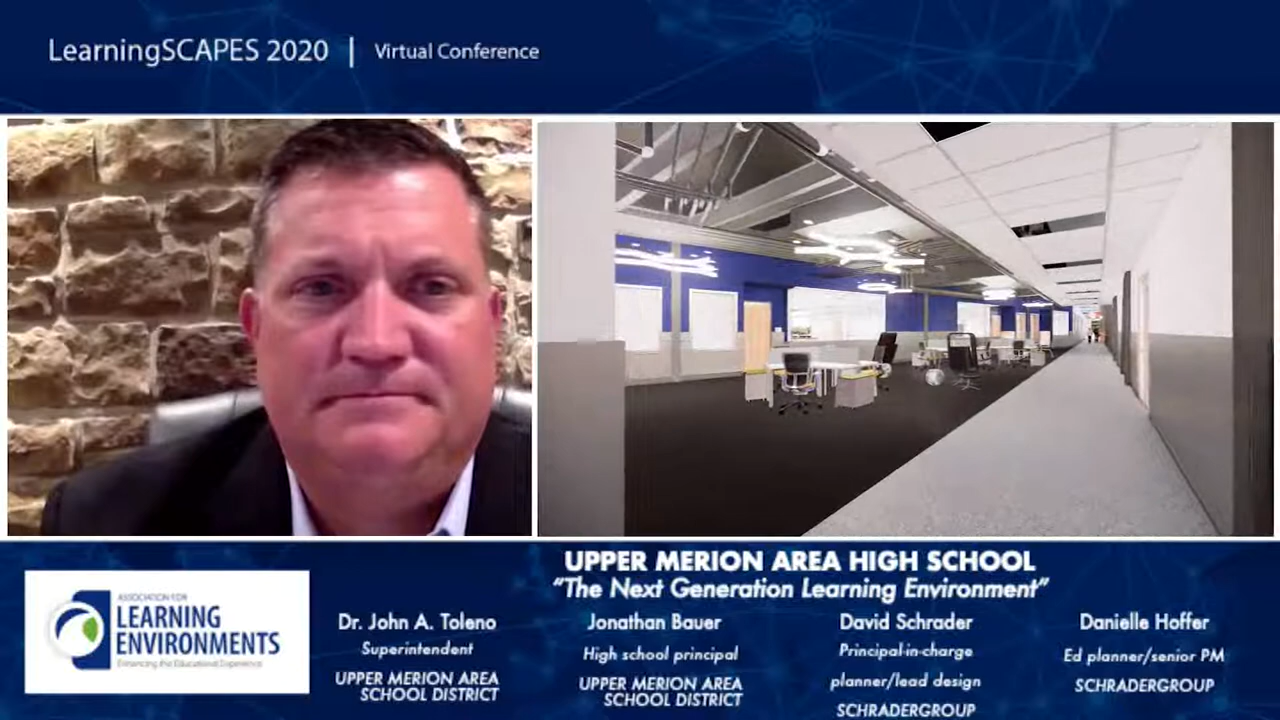 LearningSCAPES 2020 | Virtual Conference
UPPER MERION AREA HIGH SCHOOL
“The Next Generation Learning Environment”
ASSOCIATION FOR
LEARNING
ENVIRONMENTS
Enhancing the Educational Experience
Dr. John A. Toleno
Superintendent
UPPER MERION AREA
SCHOOL DISTRICT
Jonathan Bauer
High school principal
UPPER MERION AREA
SCHOOL DISTRICT
David Schrader
Principal-in-charge
planner/lead design
SCHRADERGROUP
Danielle Hoffer
Ed planner/senior PM
SCHRADERGROUP